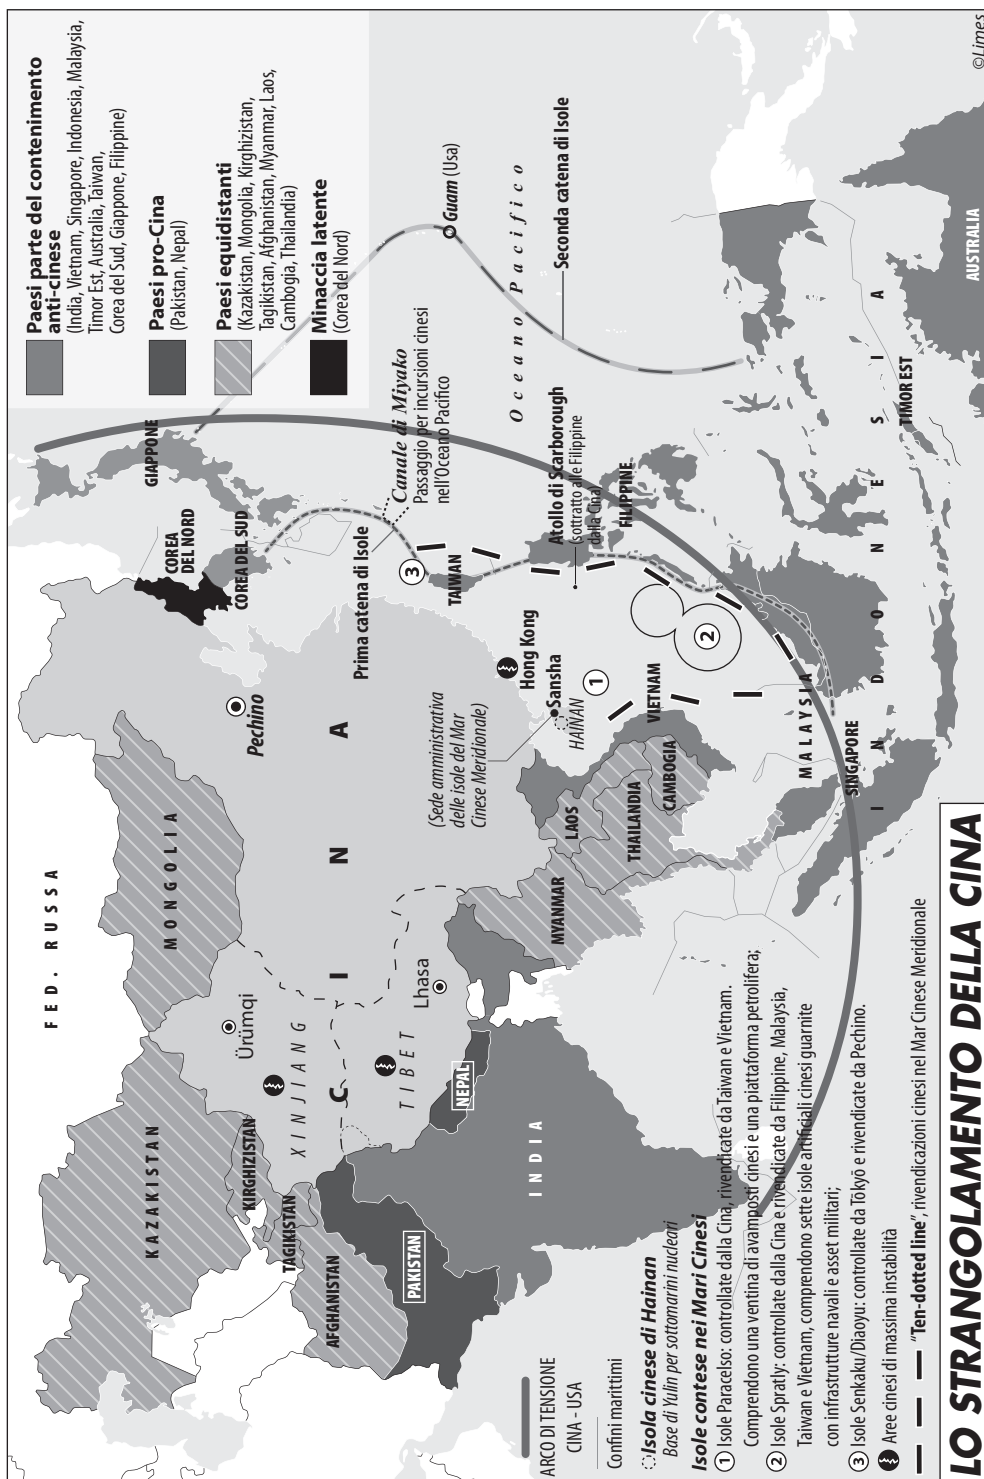 Paesi parte del contenimento
anti-cinese
(India, Vietnam, Singapore, Indonesia, Malaysia,
Timor Est, Australia, Taiwan,
Corea del Sud, Giappone, Filippine)
Paesi pro-Cina
(Pakistan, Nepal)
Paesi equidistanti
(Kazakistan, Mongolia, Kirghizistan,
Tagikistan, Afghanistan, Myanmar, Laos,
Cambogia, Thailandia)
Minaccia latente
(Corea del Nord)
FED. RUSSA
KAZAKISTAN
MONGOLIA
KIRGHIZISTAN
TAGIKISTAN
AFGHANISTAN
PAKISTAN
Ürümqi
XINJIANG
CINA
TIBET
Lhasa
NEPAL
INDIA
Pechino
COREA
DEL NORD
COREA DEL SUD
GIAPPONE
Prima catena di Isole
Canale di Miyako
Passaggio per incursioni cinesi
nell'Oceano Pacifico
Guam (Usa)
Oceano Pacifico
Seconda catena di Isole
3
TAIWAN
Hong Kong
Sansha
(Sede amministrativa
delle isole del Mar
Cinese Meridionale)
HAINAN
1
2
Atollo di Scarborough
(sottratto alle Filippine
dalla Cina)
FILIPPINE
VIETNAM
LAOS
THAILANDIA
CAMBOGIA
MYANMAR
MALAYSIA
SINGAPORE
INDONESIA
TIMOR EST
AUSTRALIA
ARCO DI TENSIONE
CINA - USA
Confini marittimi
Isola cinese di Hainan
Base di Yulin per sottomarini nucleari
Isole contese nei Mari Cinesi
1 Isole Paracelso: controllate dalla Cina, rivendicate da Taiwan e Vietnam.
Comprendono una ventina di avamposti cinesi e una piattaforma petrolifera;
2 Isole Spratly: controllate dalla Cina e rivendicate da Filippine, Malaysia,
Taiwan e Vietnam, comprendono sette isole artificiali cinesi guarnite
con infrastrutture navali e asset militari;
3 Isole Senkaku/Diaoyu: controllate da Tōkyō e rivendicate da Pechino.
Aree cinesi di massima instabilità
"Ten-dotted line", rivendicazioni cinesi nel Mar Cinese Meridionale
LO STRANGOLAMENTO DELLA CINA
©Limes